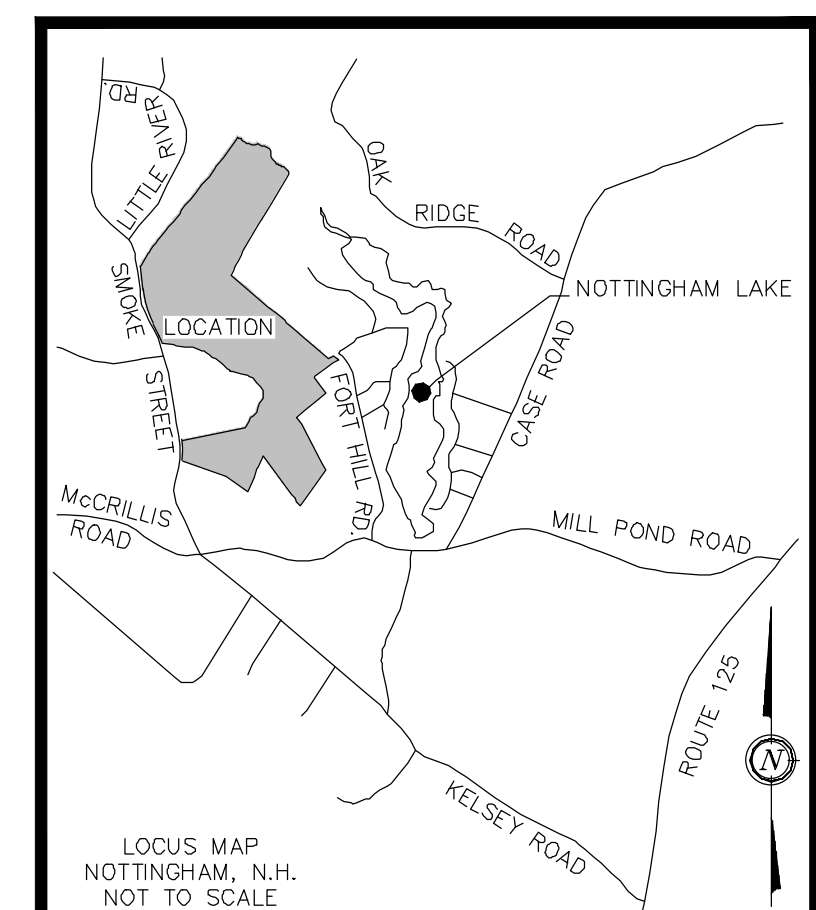 LITTLE RIVER RD.
OAK RIDGE ROAD
SMOKE STREET
NOTTINGHAM LAKE
LOCATION
CASE ROAD
FORT HILL RD.
McCRILLIS
ROAD
MILL POND ROAD
ROUTE 125
N
KELSEY ROAD
LOCUS MAP
NOTTINGHAM, N.H.
NOT TO SCALE